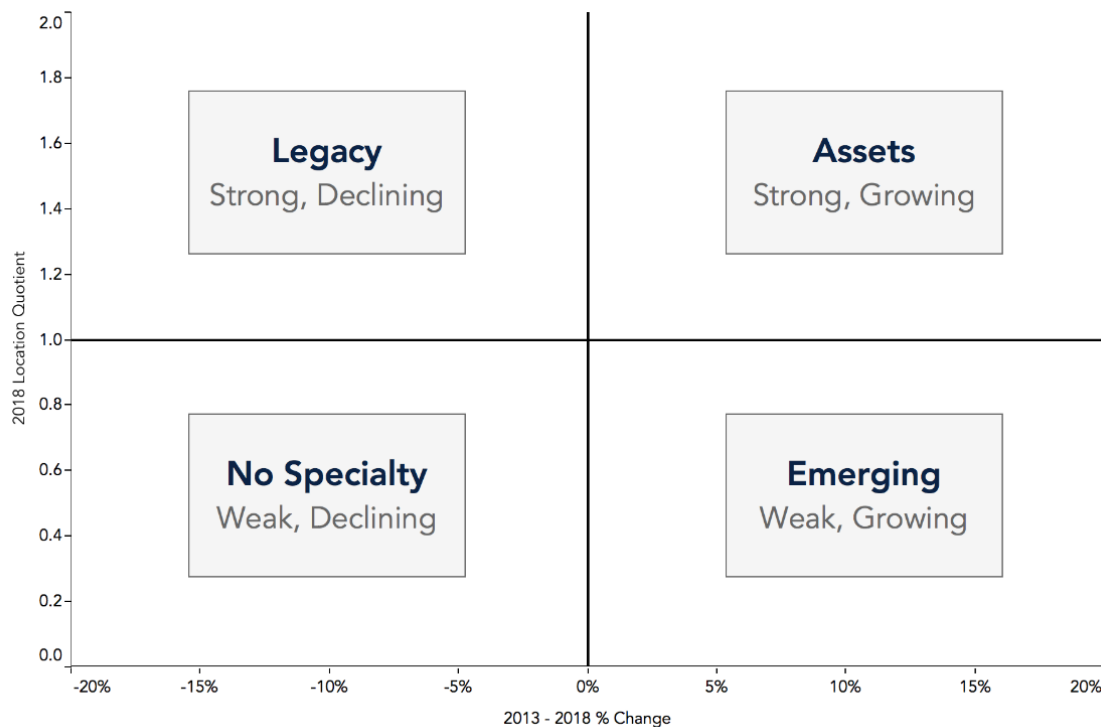 2.0
1.8
1.6
1.4
1.2
1.0
0.8
0.6
0.4
0.2
0.0
2018 Location Quotient
Legacy
Strong, Declining
Assets
Strong, Growing
No Specialty
Weak, Declining
Emerging
Weak, Growing
-20% -15% -10% -5% 0% 5% 10% 15% 20%
2013 - 2018 % Change